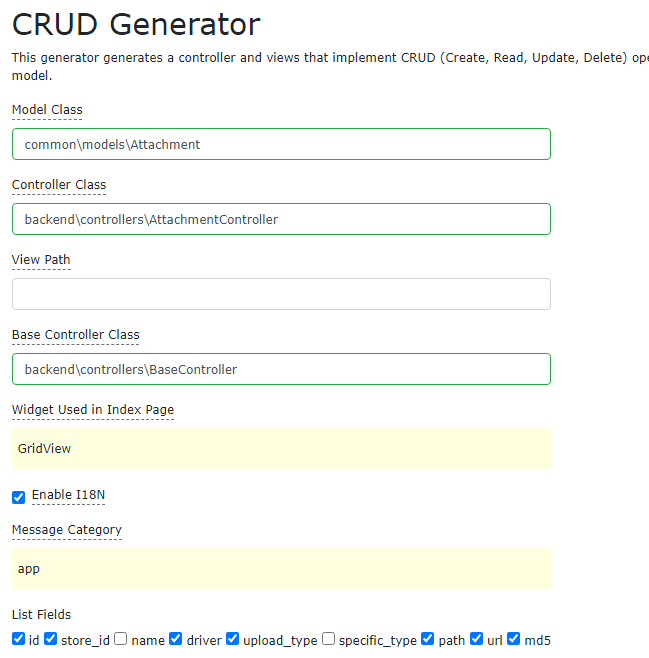 CRUD Generator
This generator generates a controller and views that implement CRUD (Create, Read, Update, Delete) ope
model.
Model Class
common\models\Attachment
Controller Class
backend\controllers\AttachmentController
View Path
Base Controller Class
backend\controllers\BaseController
Widget Used in Index Page
GridView
Enable I18N
Message Category
app
List Fields
id store_id name driver upload_type specific_type path url md5